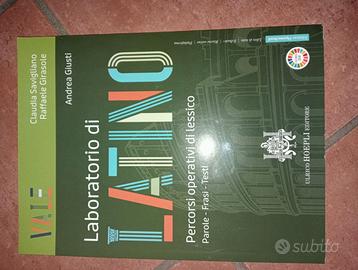 Claudia Savigliano
Raffaele Girasole
Andrea Giusti
VALE
Laboratorio di
LATINO
Percorsi operativi di lessico
Parole - Frasi - Testi
ULRICO HOEPLI EDITORE
subito